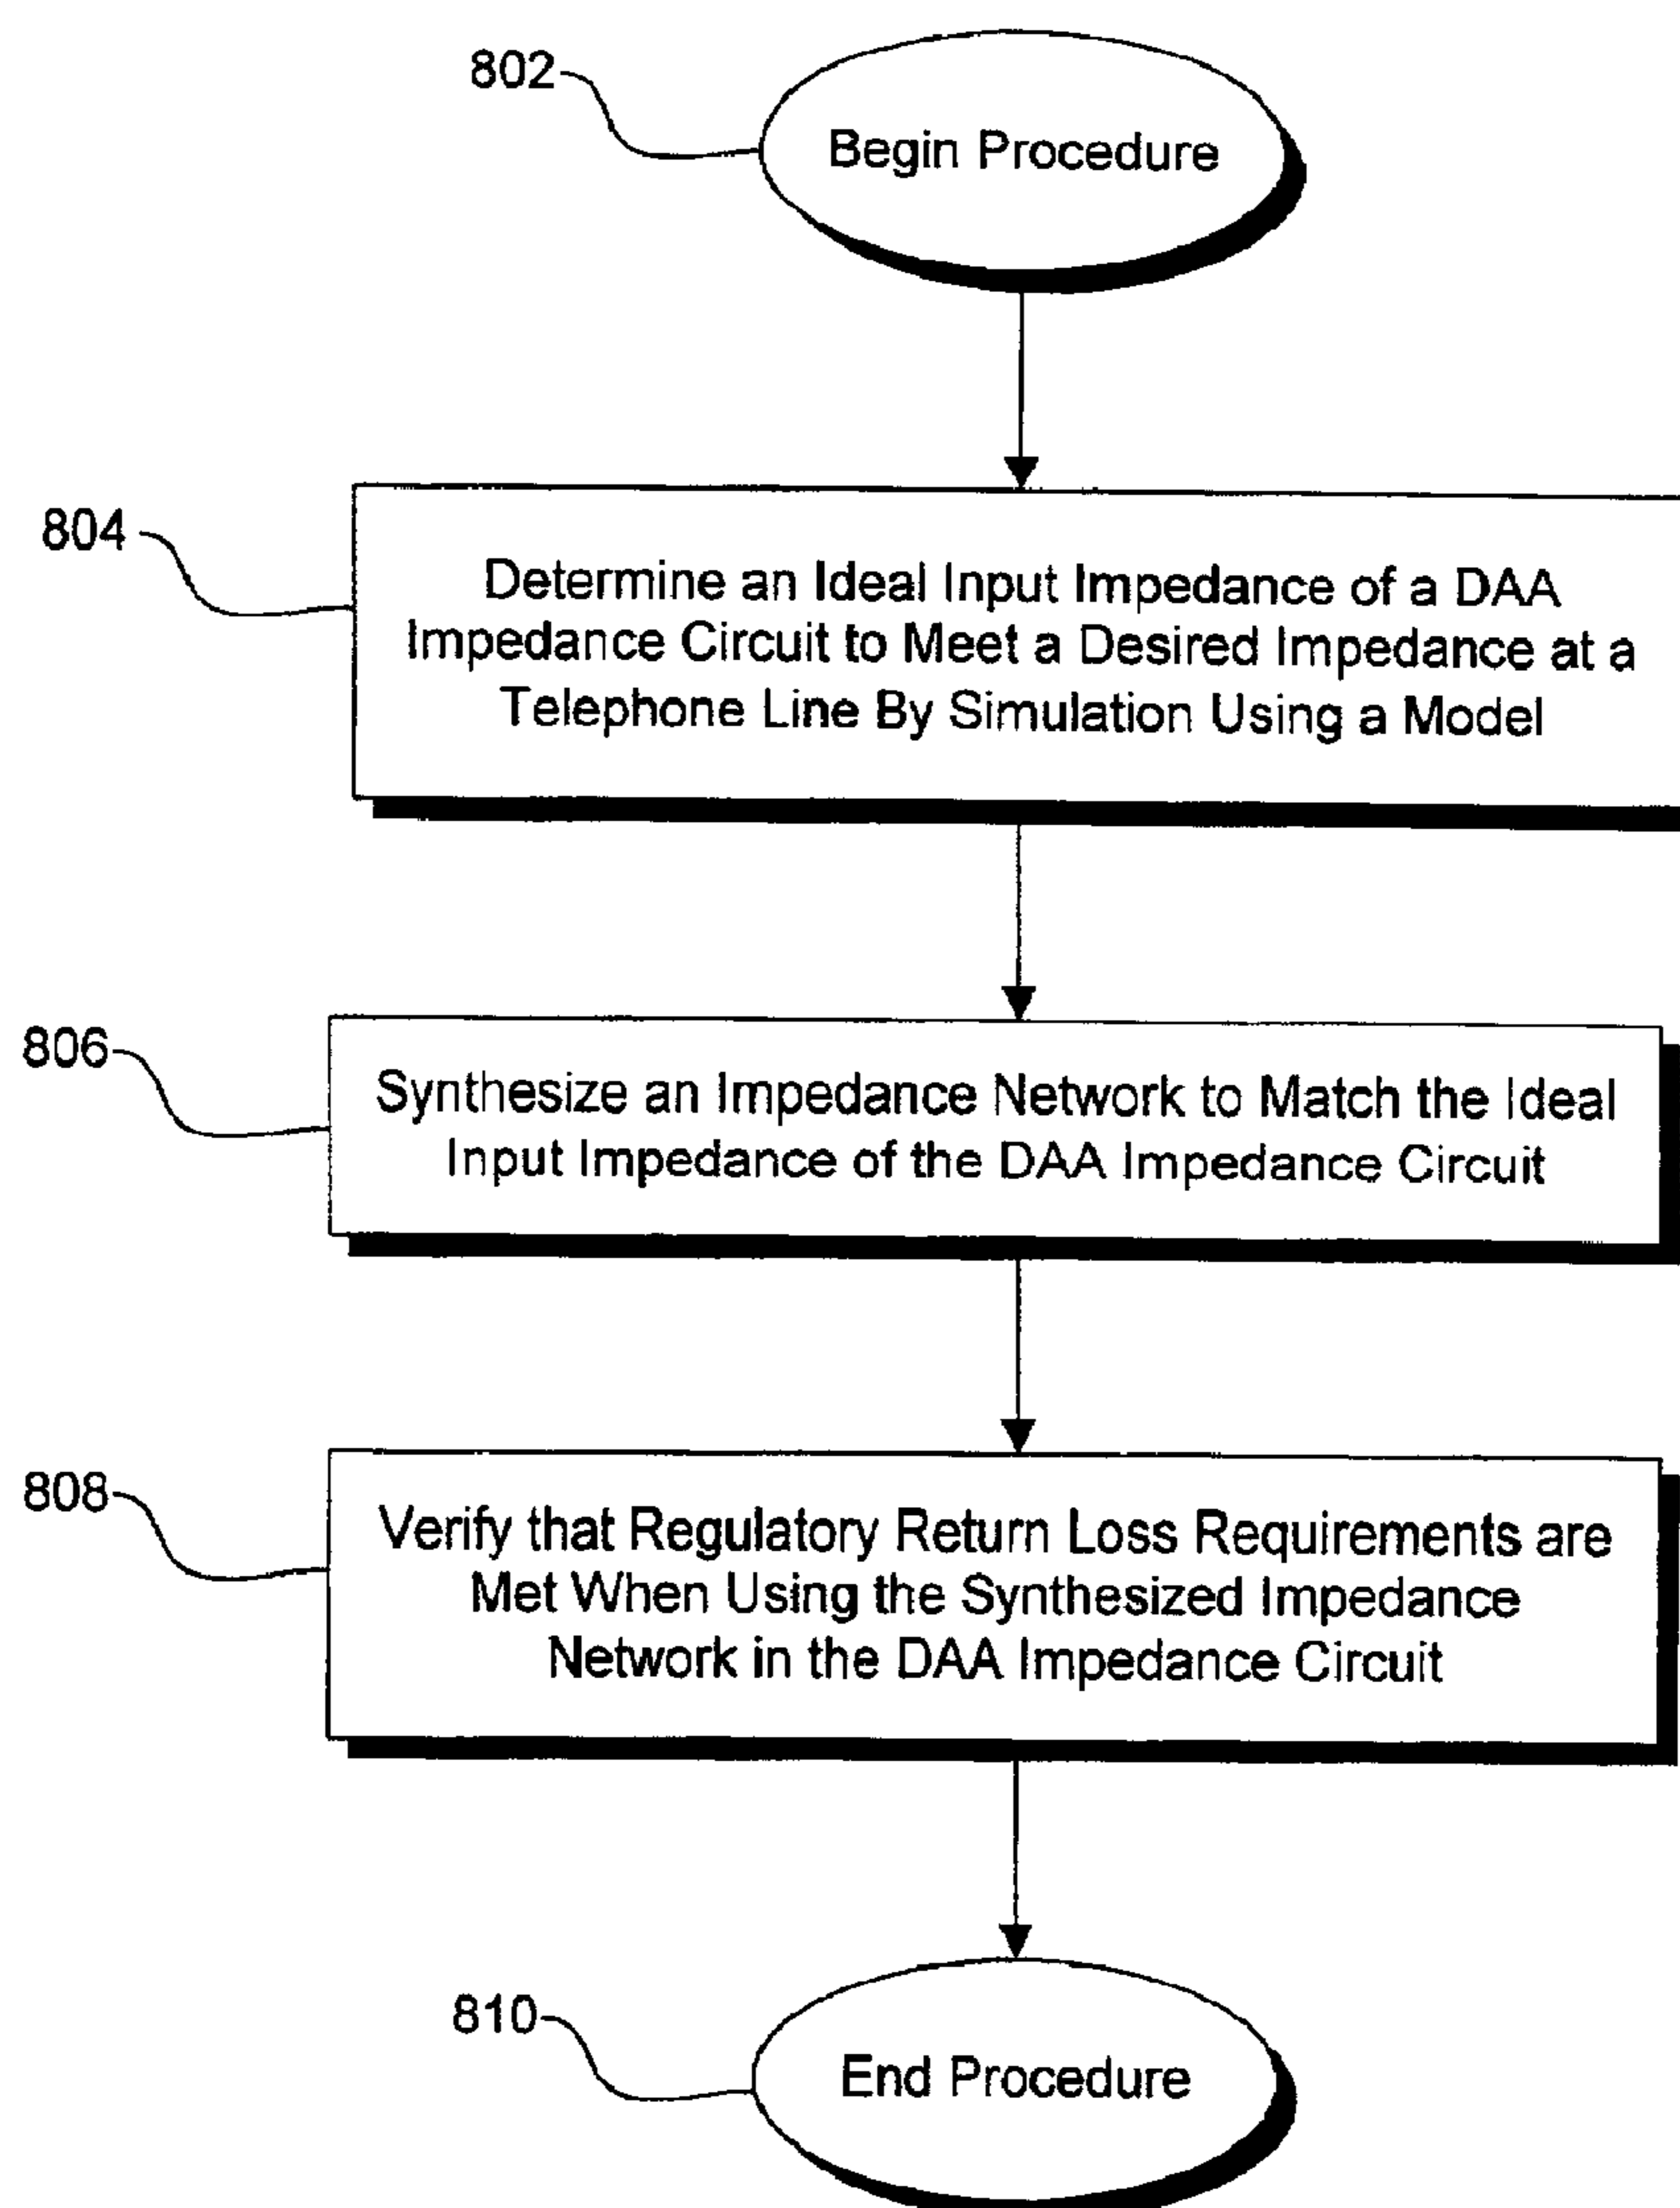 802
Begin Procedure
804
Determine an Ideal Input Impedance of a DAA
Impedance Circuit to Meet a Desired Impedance at a
Telephone Line By Simulation Using a Model
806
Synthesize an Impedance Network to Match the Ideal
Input Impedance of the DAA Impedance Circuit
808
Verify that Regulatory Return Loss Requirements are
Met When Using the Synthesized Impedance
Network in the DAA Impedance Circuit
810
End Procedure